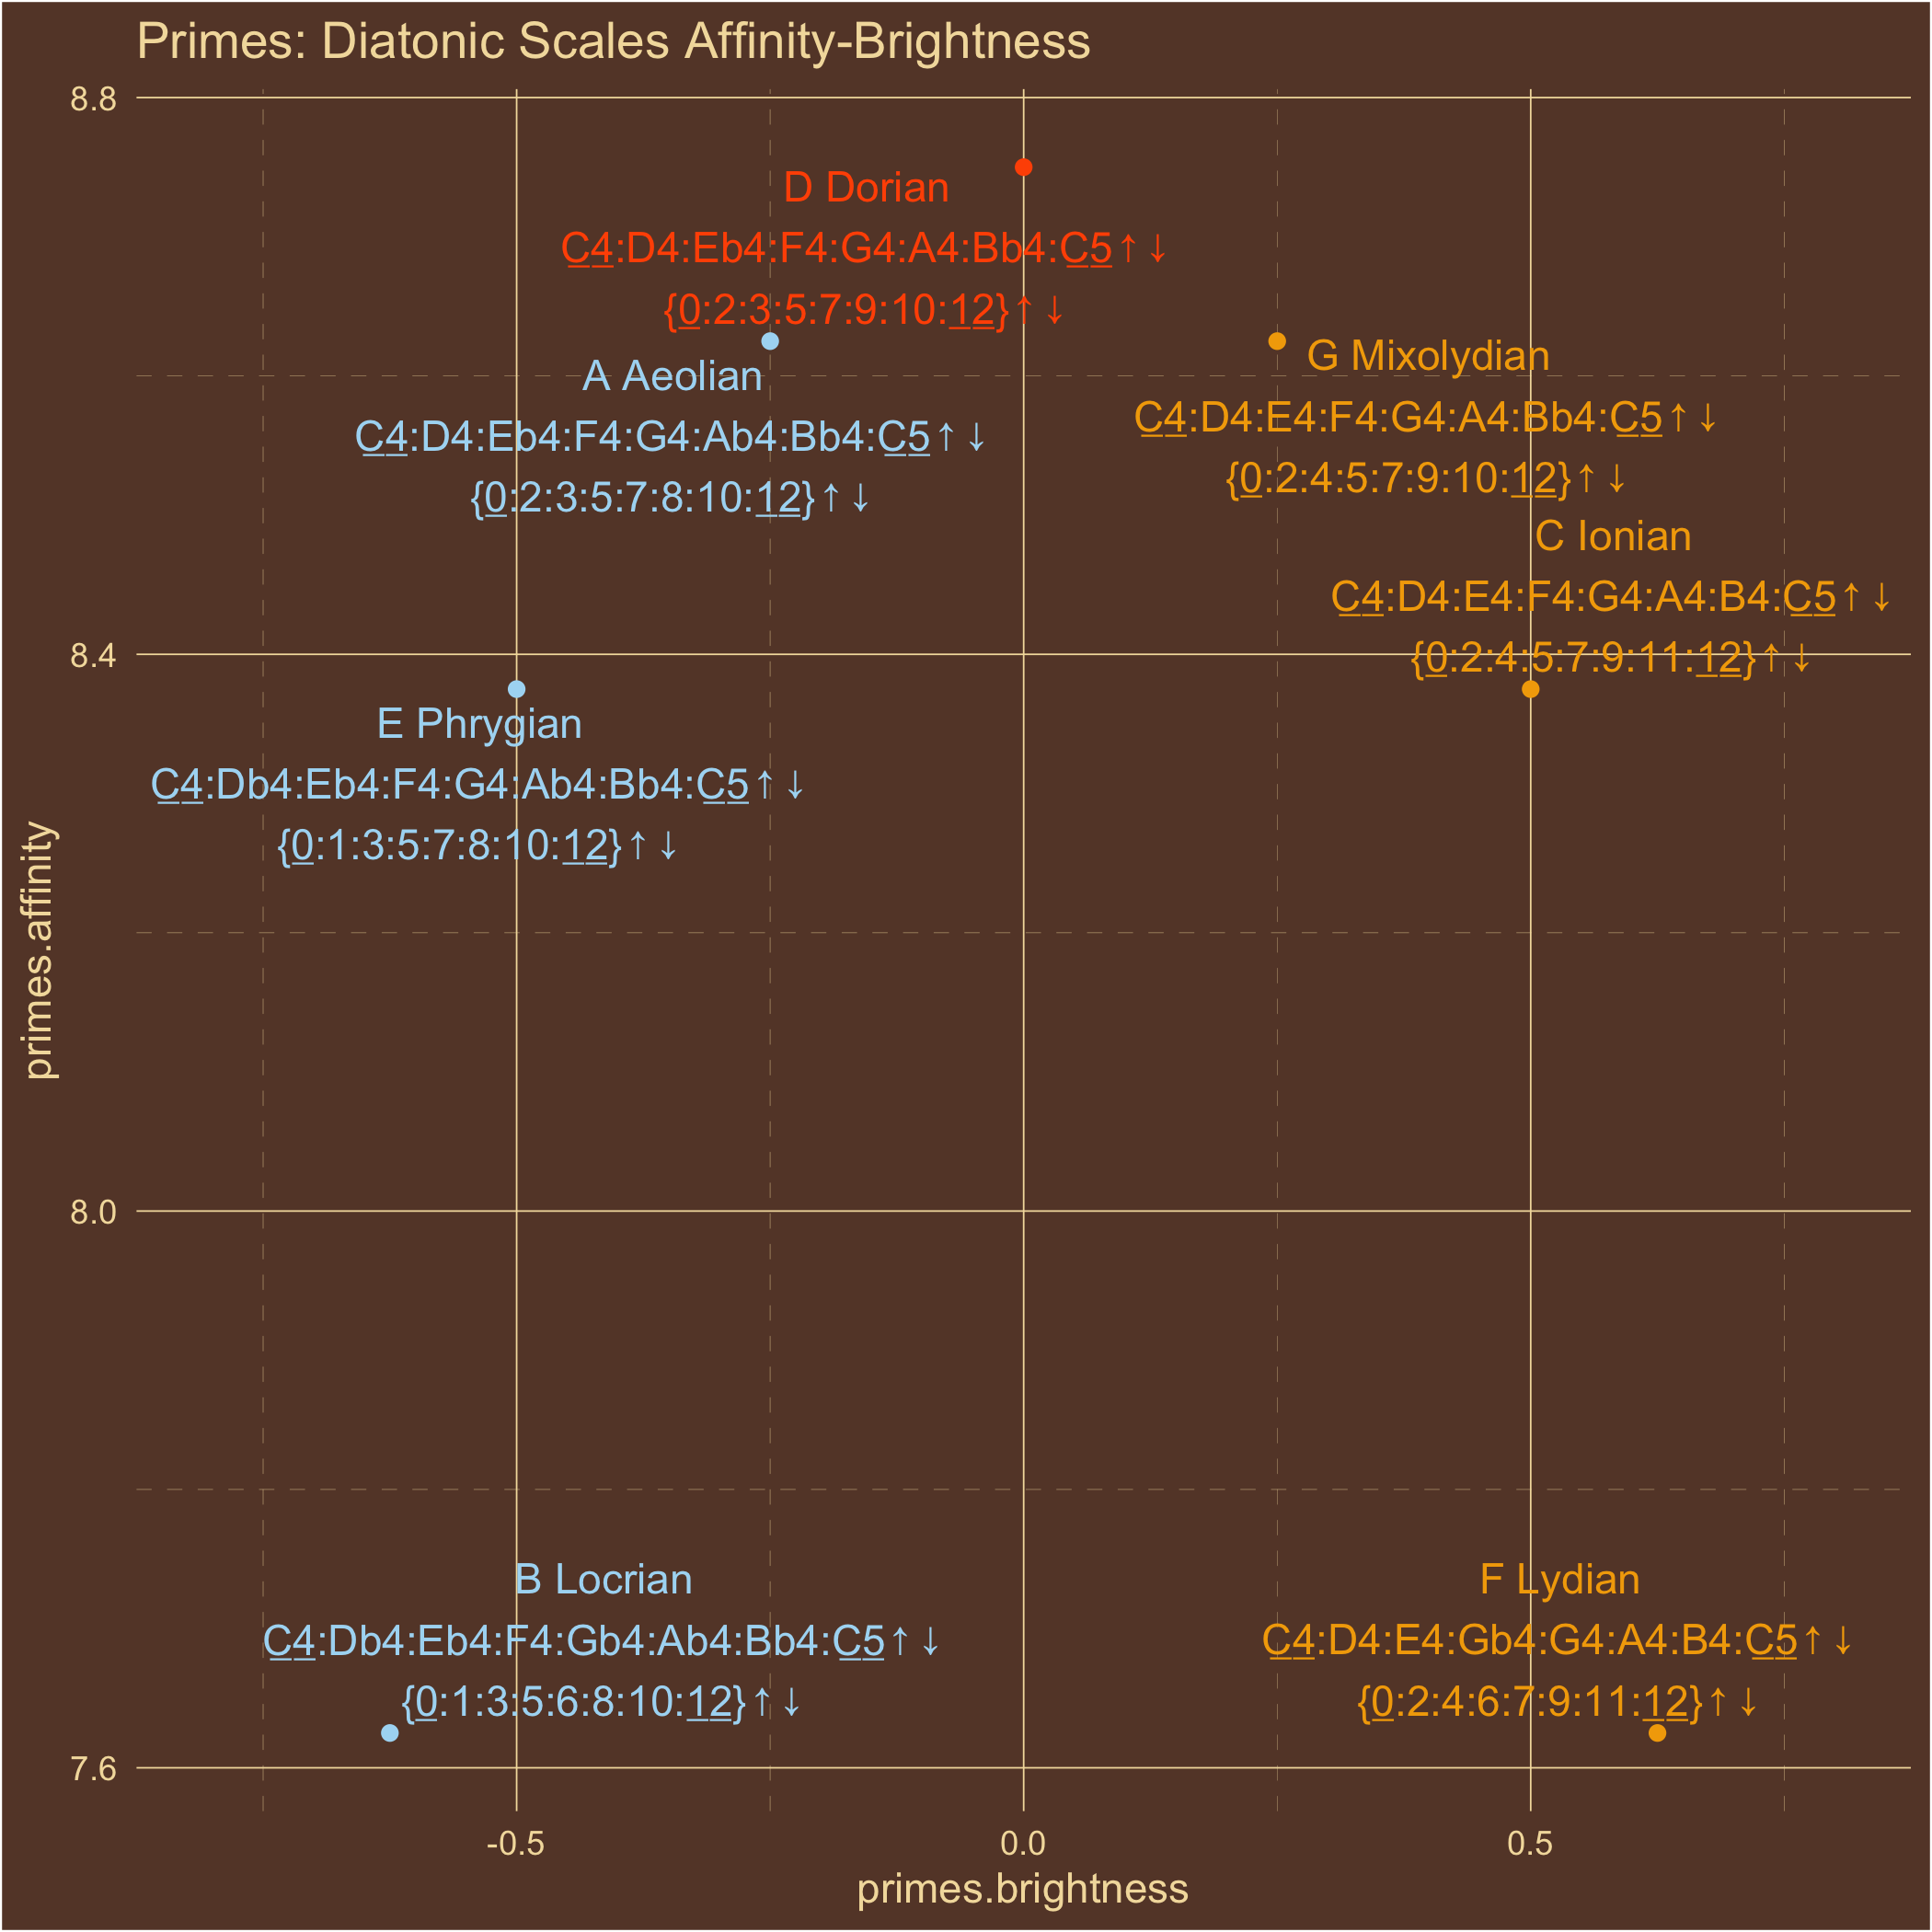 Primes: Diatonic Scales Affinity-Brightness
8.8
D Dorian
C4:D4:Eb4:F4:G4:A4:Bb4:C5↑↓
{0:2:3:5:7:9:10:12}↑↓
A Aeolian
C4:D4:Eb4:F4:G4:Ab4:Bb4:C5↑↓
{0:2:3:5:7:8:10:12}↑↓
G Mixolydian
C4:D4:E4:F4:G4:A4:Bb4:C5↑↓
{0:2:4:5:7:9:10:12}↑↓
C Ionian
C4:D4:E4:F4:G4:A4:B4:C5↑↓
{0:2:4:5:7:9:11:12}↑↓
8.4
E Phrygian
C4:Db4:Eb4:F4:G4:Ab4:Bb4:C5↑↓
{0:1:3:5:7:8:10:12}↑↓
primes.affinity
8.0
B Locrian
C4:Db4:Eb4:F4:Gb4:Ab4:Bb4:C5↑↓
{0:1:3:5:6:8:10:12}↑↓
F Lydian
C4:D4:E4:Gb4:G4:A4:B4:C5↑↓
{0:2:4:6:7:9:11:12}↑↓
7.6
-0.5
0.0
0.5
primes.brightness